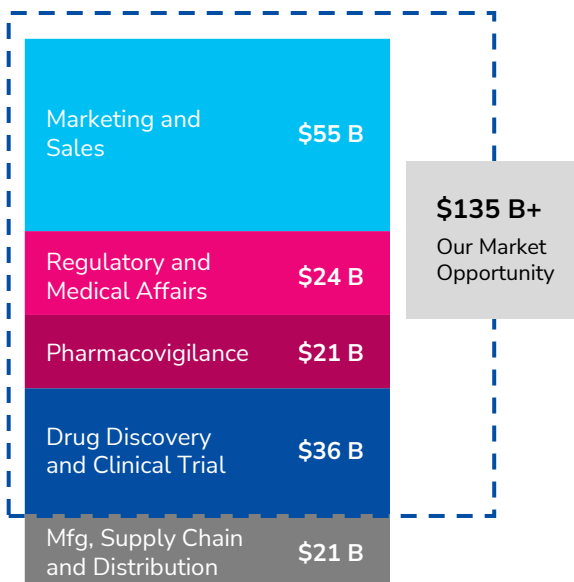 Marketing and
Sales
$55 B
$135 B+
Our Market
Opportunity
Regulatory and
Medical Affairs
$24 B
Pharmacovigilance
$21 B
Drug Discovery
and Clinical Trial
$36 B
Mfg, Supply Chain
and Distribution
$21 B